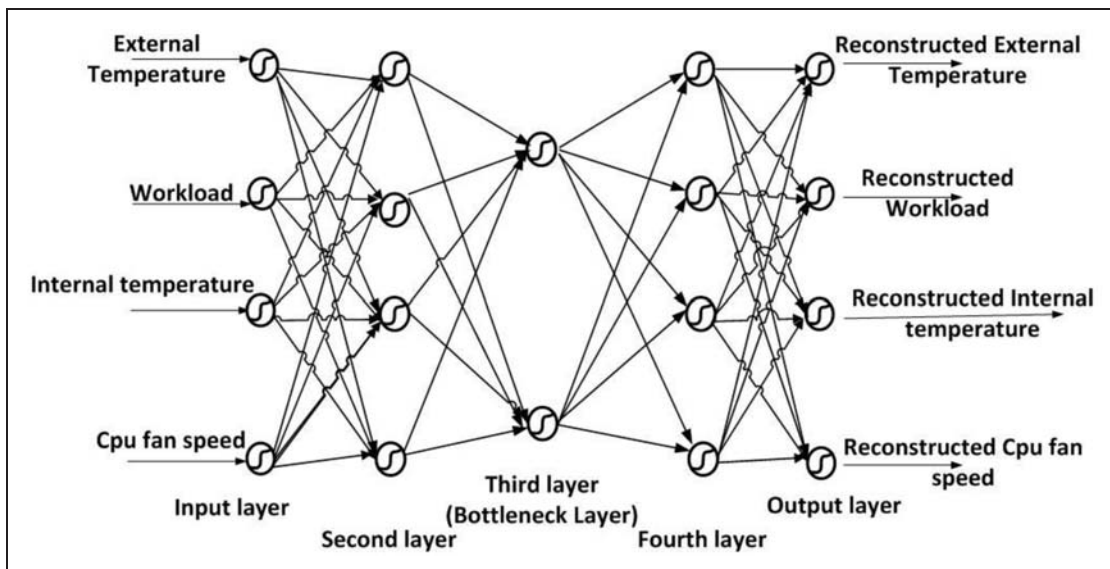 External
Temperature
Workload
Internal temperature
Cpu fan speed
Input layer
Second layer
Third layer
(Bottleneck Layer)
Fourth layer
Output layer
Reconstructed External
Temperature
Reconstructed
Workload
Reconstructed Internal
temperature
Reconstructed Cpu fan
speed